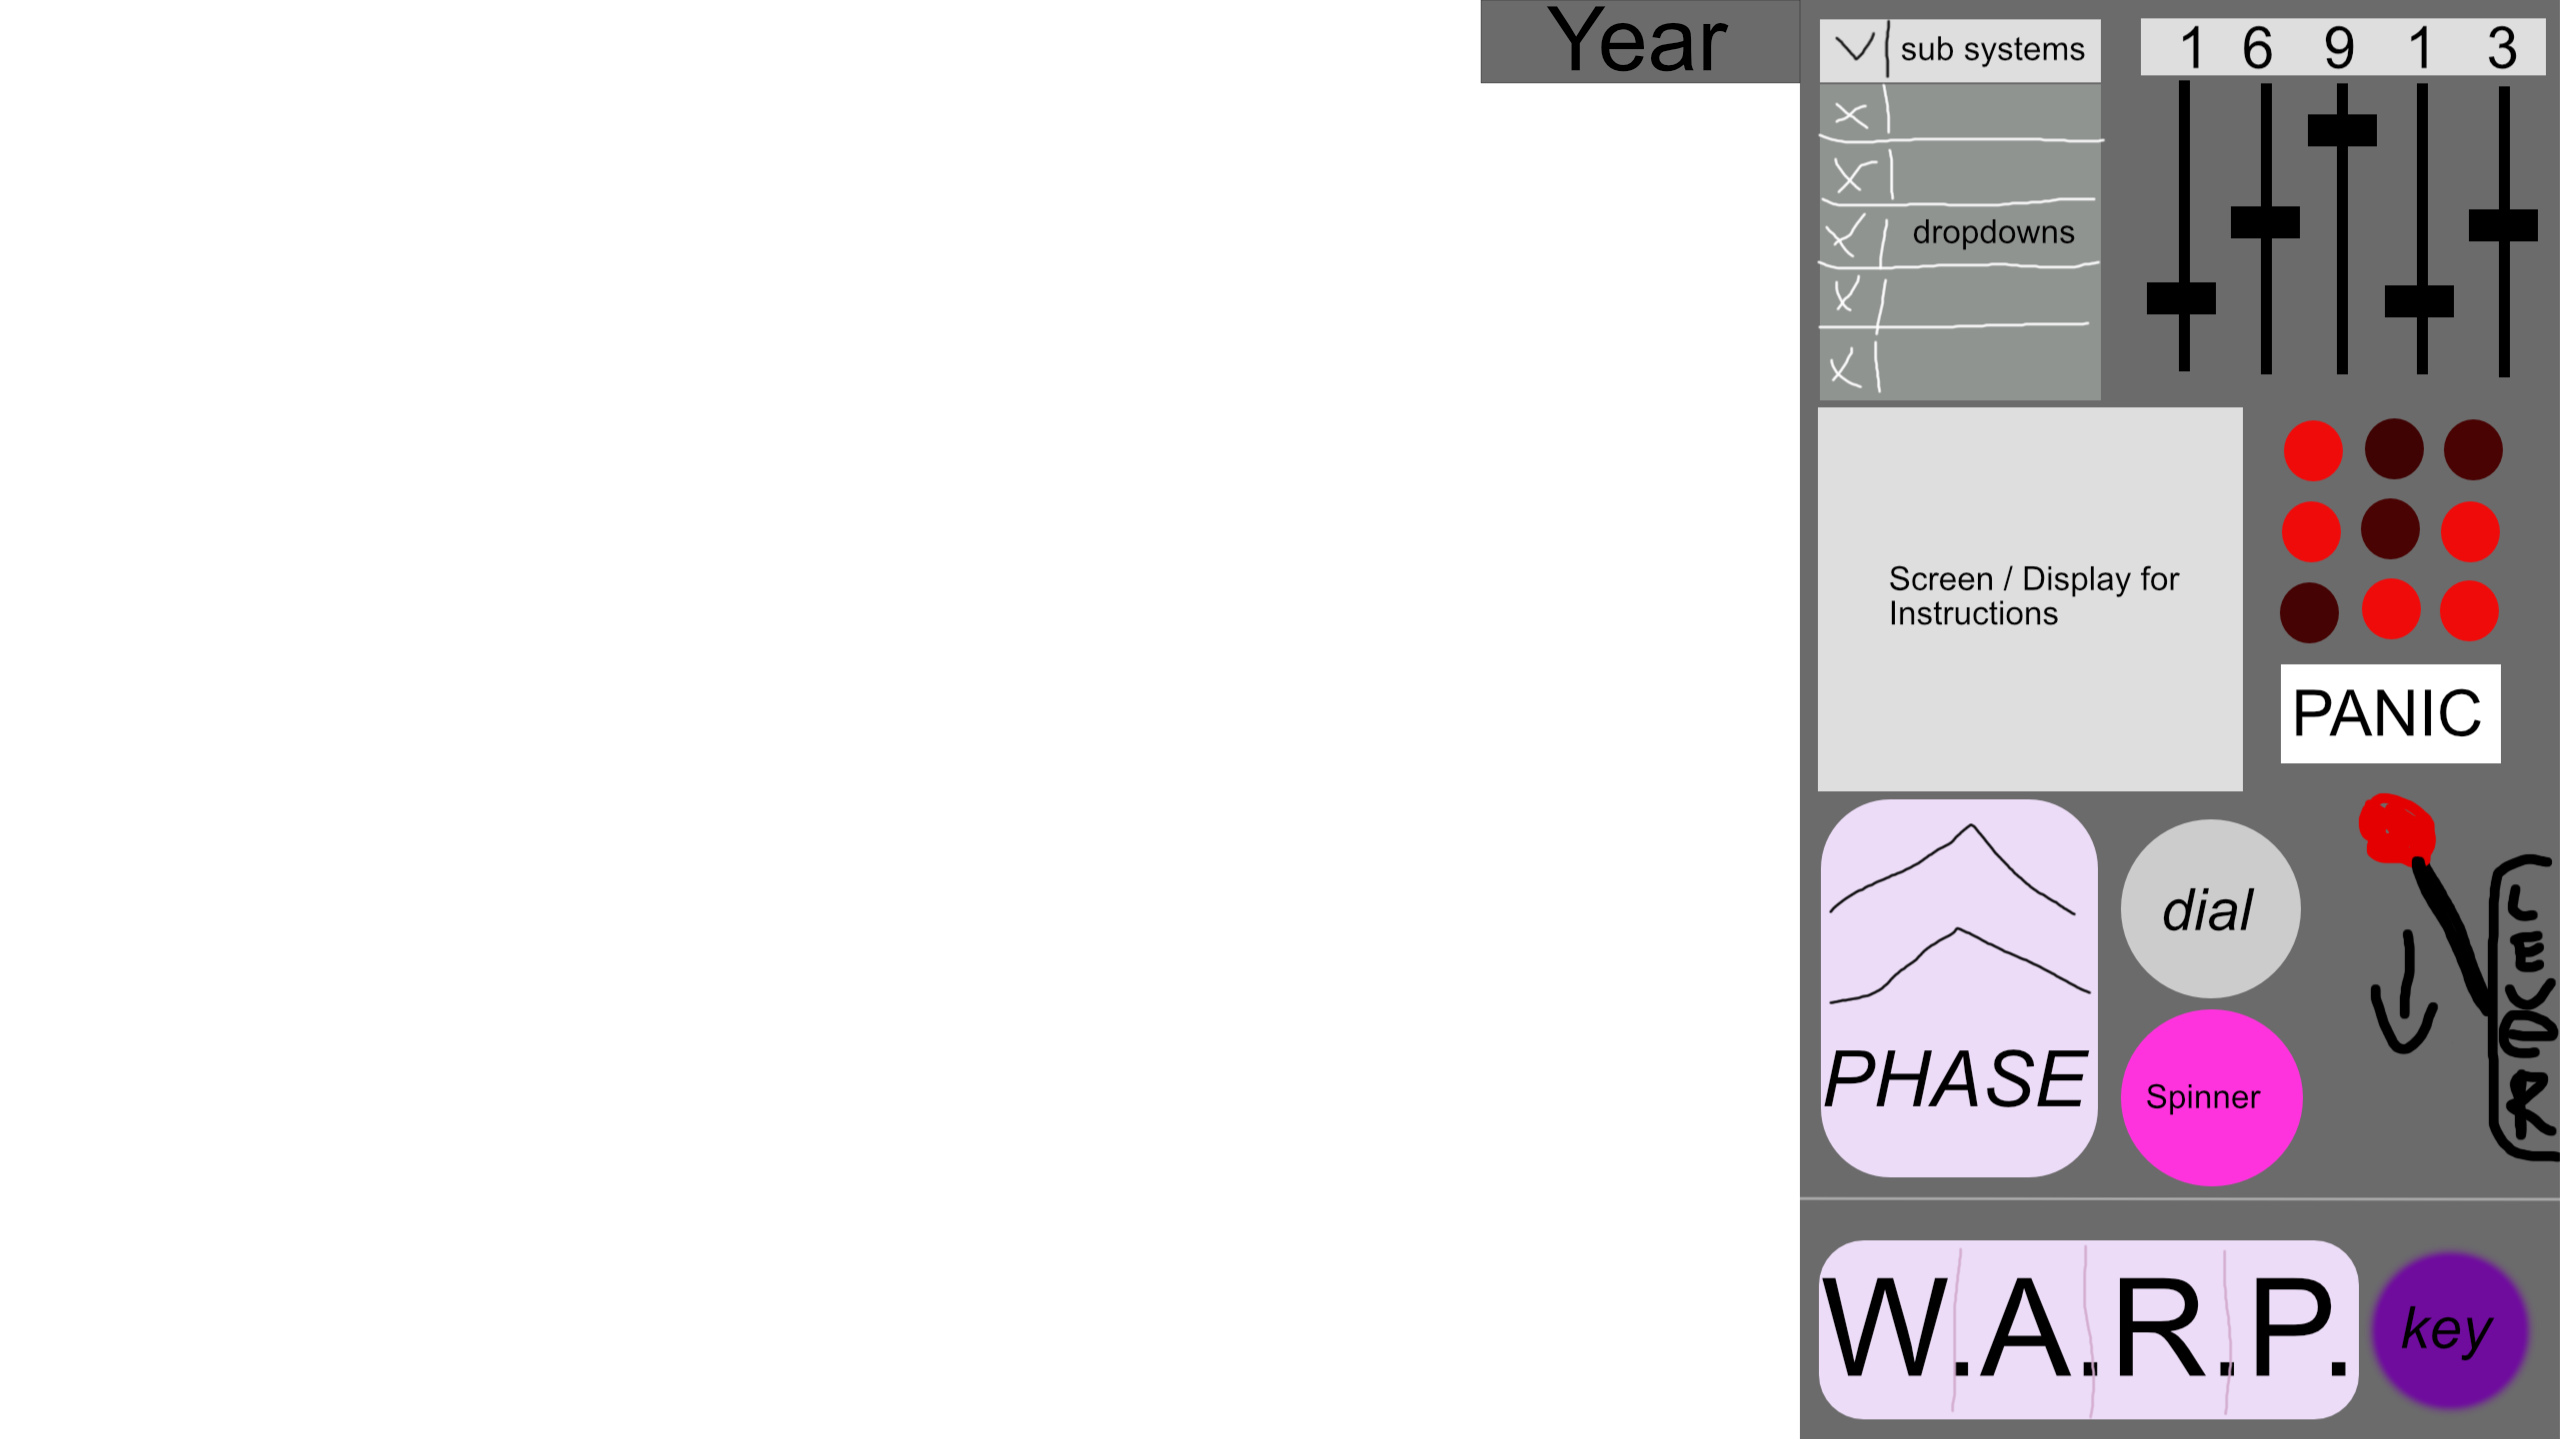 Year
sub systems
1 6 9 1 3
dropdowns
Screen / Display for
Instructions
PANIC
PHASE
dial
Spinner
LEVER
W.A.R.P.
key